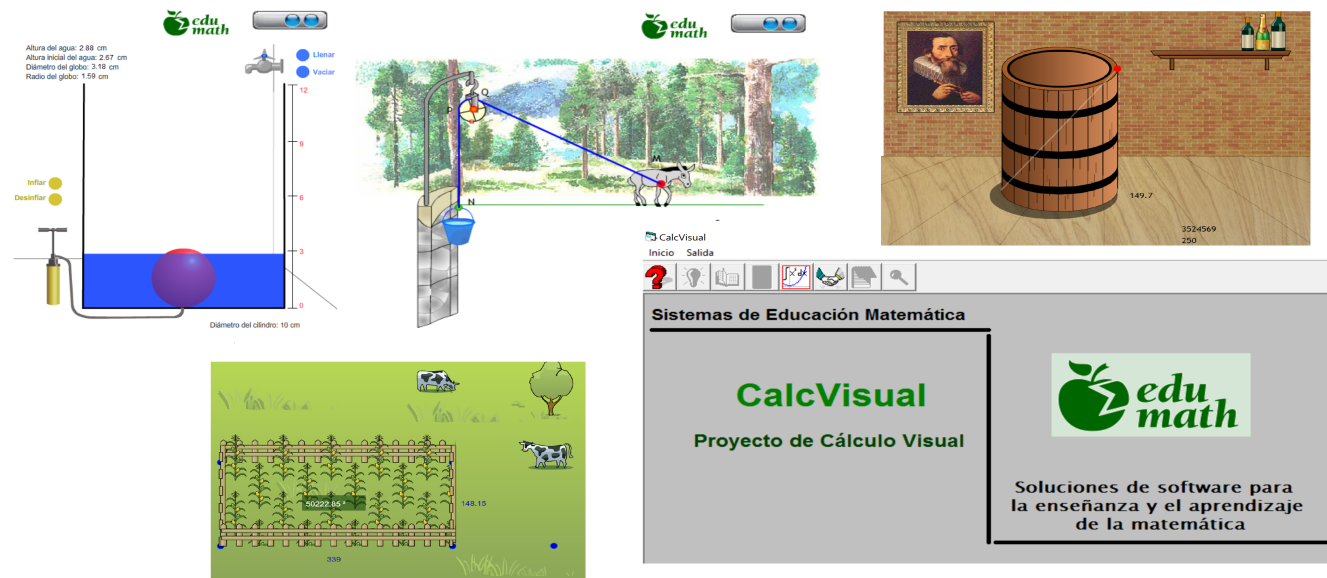 edu
math
Altura del agua: 2.88 cm
Altura inicial del agua: 2.67 cm
Diámetro del globo: 3.18 cm
Radio del globo: 1.59 cm
Llenar
Vaciar
12
9
6
3
0
Inflar
Desinflar
Diámetro del cilindro: 10 cm
edu
math
Q
P
M
N
149.7
3524569
250
50222.85 ²
148.15
339
CalcVisual
Inicio Salida
Sistemas de Educación Matemática
CalcVisual
Proyecto de Cálculo Visual
edu
math
Soluciones de software para
la enseñanza y el aprendizaje
de la matemática